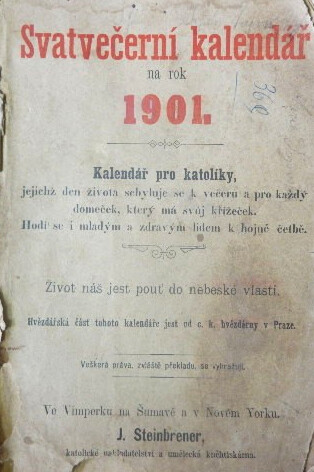 Svatvečerní kalendář
na rok
1901.
369
Kalendář pro katolíky,
jejichž den života schyluje se k večeru a pro každý
domeček, který má svůj křížeček.
Hodí se i mladým a zdravým lidem k hojné četbě.
Život náš jest pouť do nebeské vlasti.
Hvězdářská část tohoto kalendáře jest od c. k. hvězdárny v Praze.
Veškerá práva, zvláště překladu, se vyhražují.
Ve Vimperku na Šumavě a v Novém Yorku.
J. Steinbrener,
katolické nakladatelství a umělecká knihtiskárna.